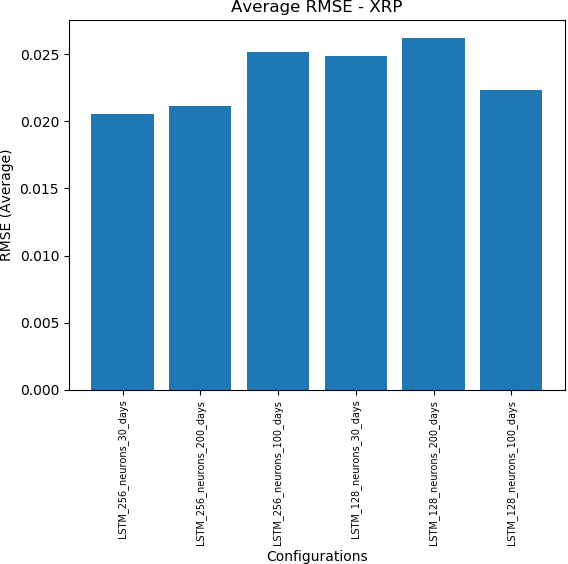 Average RMSE - XRP
RMSE (Average)
0.025
0.020
0.015
0.010
0.005
0.000
LSTM_256_neurons_30_days
LSTM_256_neurons_200_days
LSTM_256_neurons_100_days
LSTM_128_neurons_30_days
LSTM_128_neurons_200_days
LSTM_128_neurons_100_days
Configurations